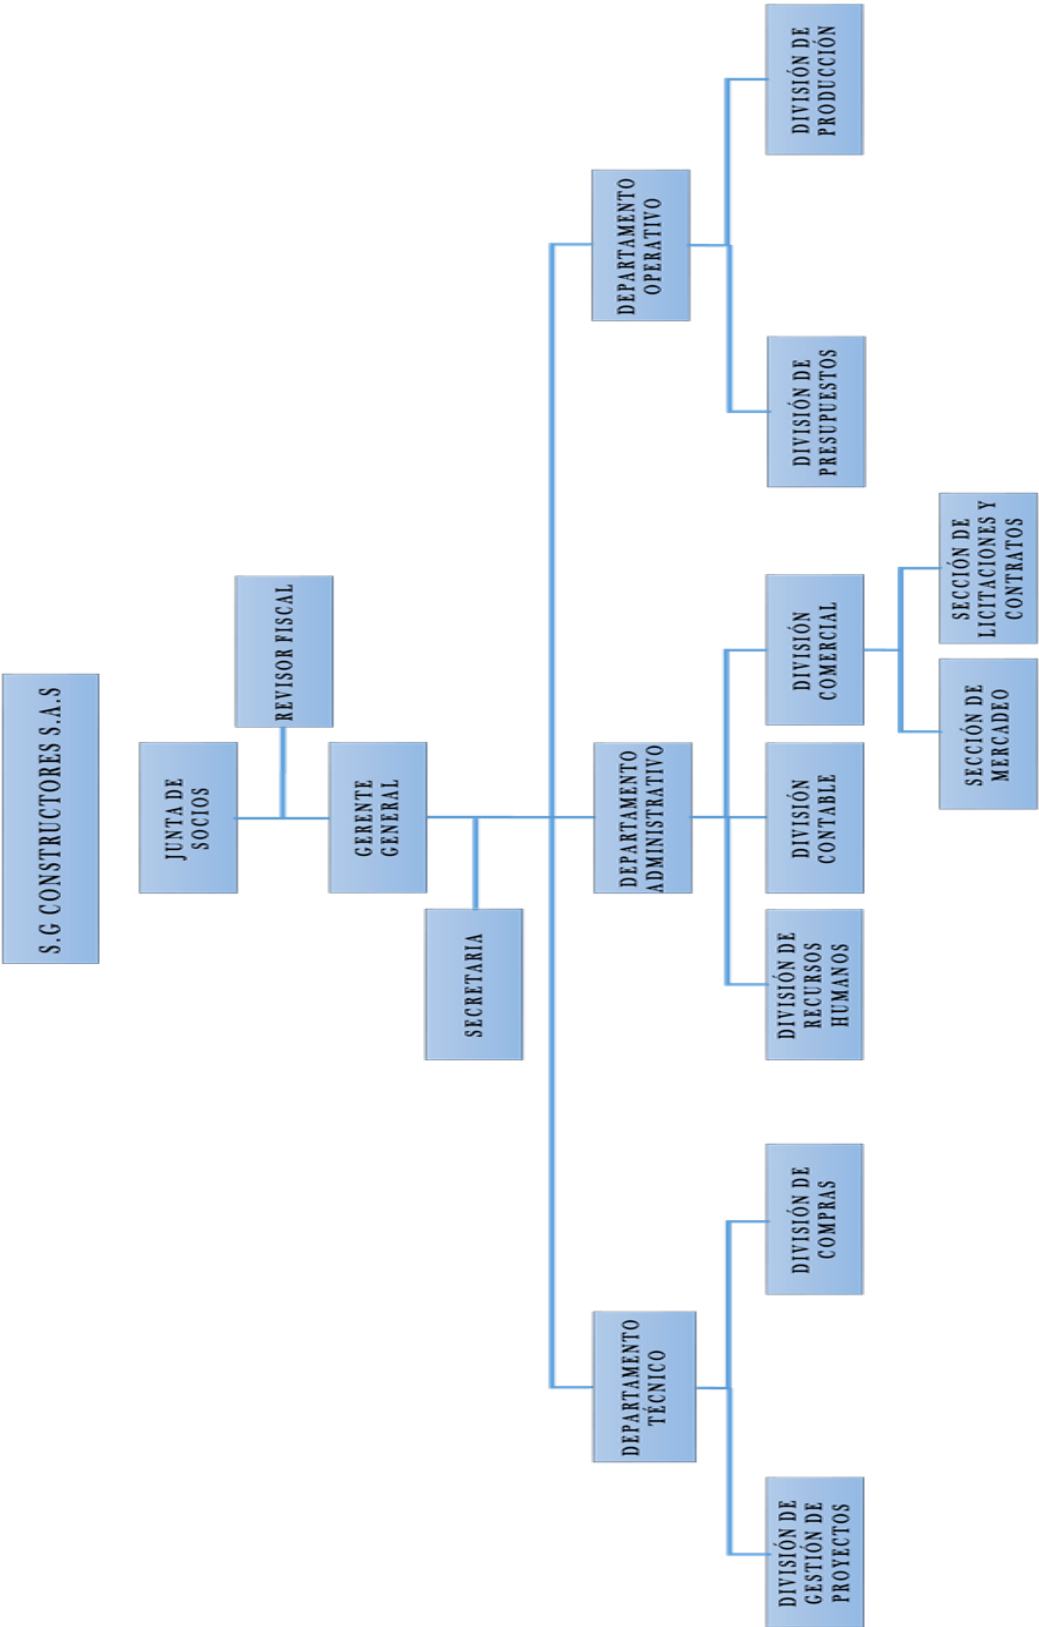 S.G CONSTRUCTORES S.A.S
JUNTA DE
SOCIOS
REVISOR FISCAL
GERENTE
GENERAL
SECRETARIA
DEPARTAMENTO
TÉCNICO
DEPARTAMENTO
ADMINISTRATIVO
DEPARTAMENTO
OPERATIVO
DIVISIÓN DE
GESTIÓN DE
PROYECTOS
DIVISIÓN DE
COMPRAS
DIVISIÓN DE
RECURSOS
HUMANOS
DIVISIÓN
CONTABLE
DIVISIÓN
COMERCIAL
DIVISIÓN DE
PRESUPUESTOS
DIVISIÓN DE
PRODUCCIÓN
SECCIÓN DE
MERCADEO
SECCIÓN DE
LICITACIONES Y
CONTRATOS